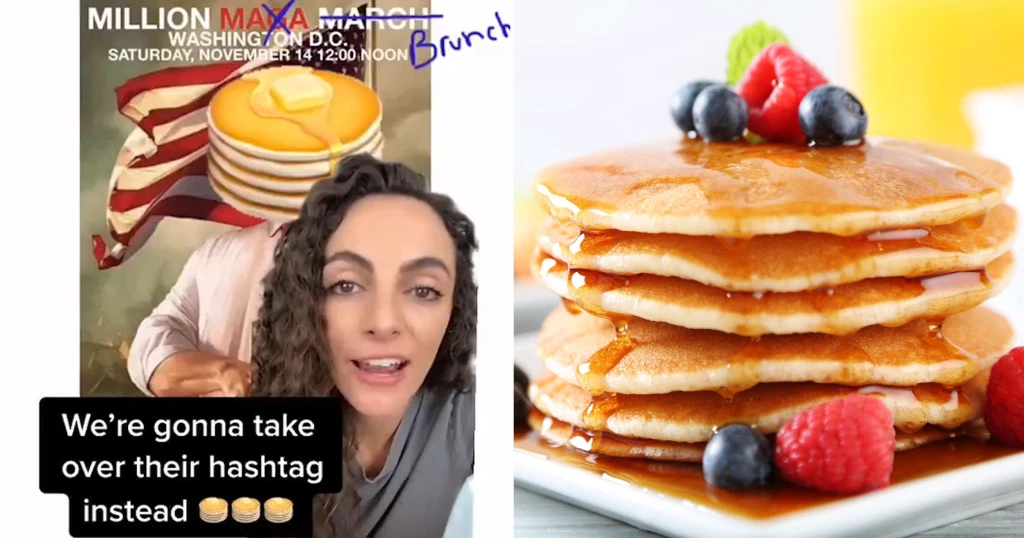 MILLION MAGA MARCH
Brunch
WASHINGTON D.C.
SATURDAY, NOVEMBER 14 12:00 NOON
We're gonna take
over their hashtag
instead 🥞🥞🥞